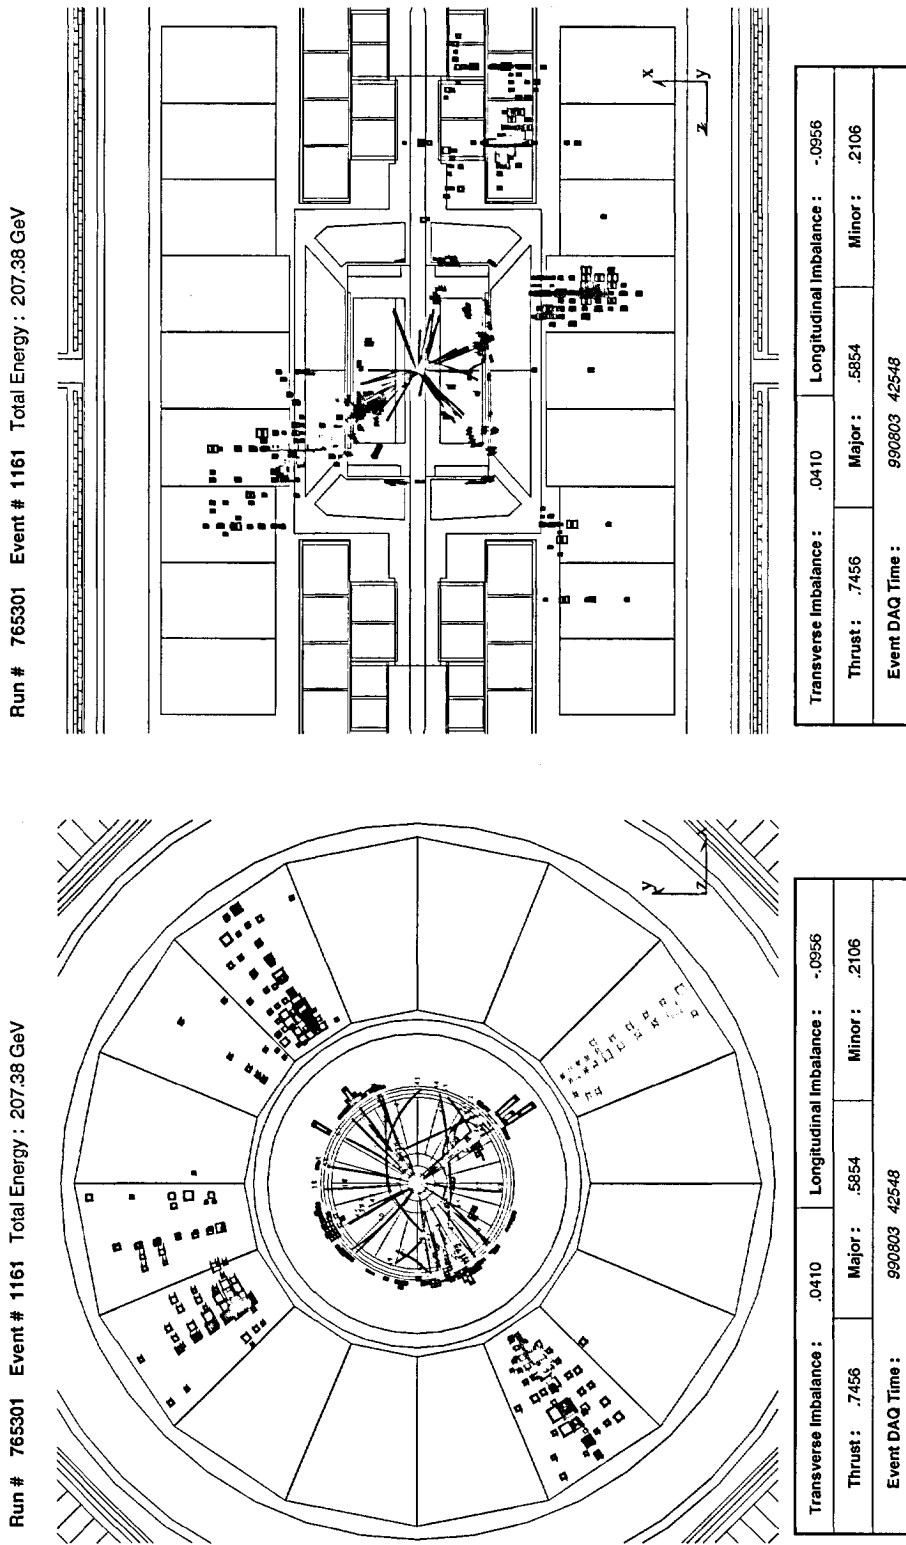 Run # 765301 Event # 1161 Total Energy : 207.38 GeV
y
z
Transverse Imbalance : .0410 Longitudinal Imbalance : -.0956
Thrust : .7456 Major : .5854 Minor : .2106
Event DAQ Time : 990803 42548
Run # 765301 Event # 1161 Total Energy : 207.38 GeV
x
z
y
Transverse Imbalance : .0410 Longitudinal Imbalance : -.0956
Thrust : .7456 Major : .5854 Minor : .2106
Event DAQ Time : 990803 42548